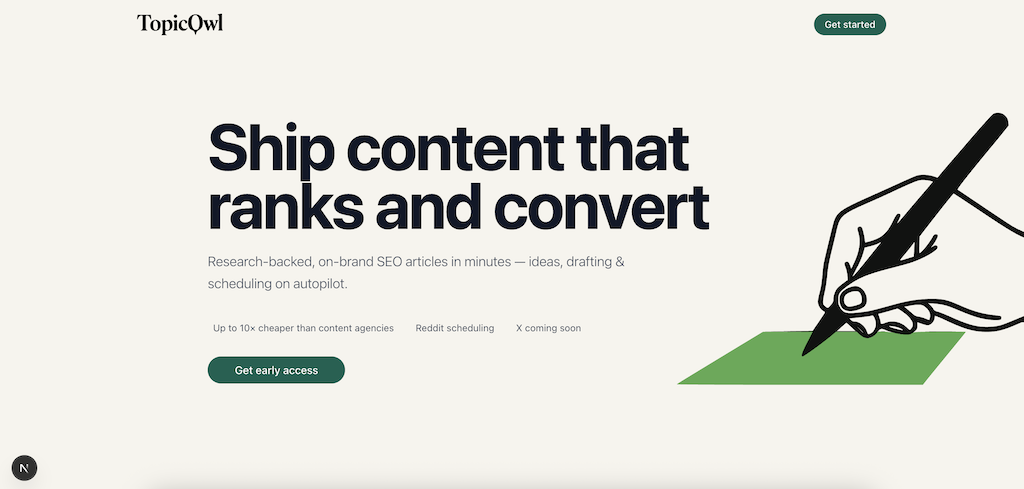 TopicOwl
Get started
Ship content that
ranks and convert
Research-backed, on-brand SEO articles in minutes — ideas, drafting &
scheduling on autopilot.
Up to 10× cheaper than content agencies
Reddit scheduling
X coming soon
Get early access
N